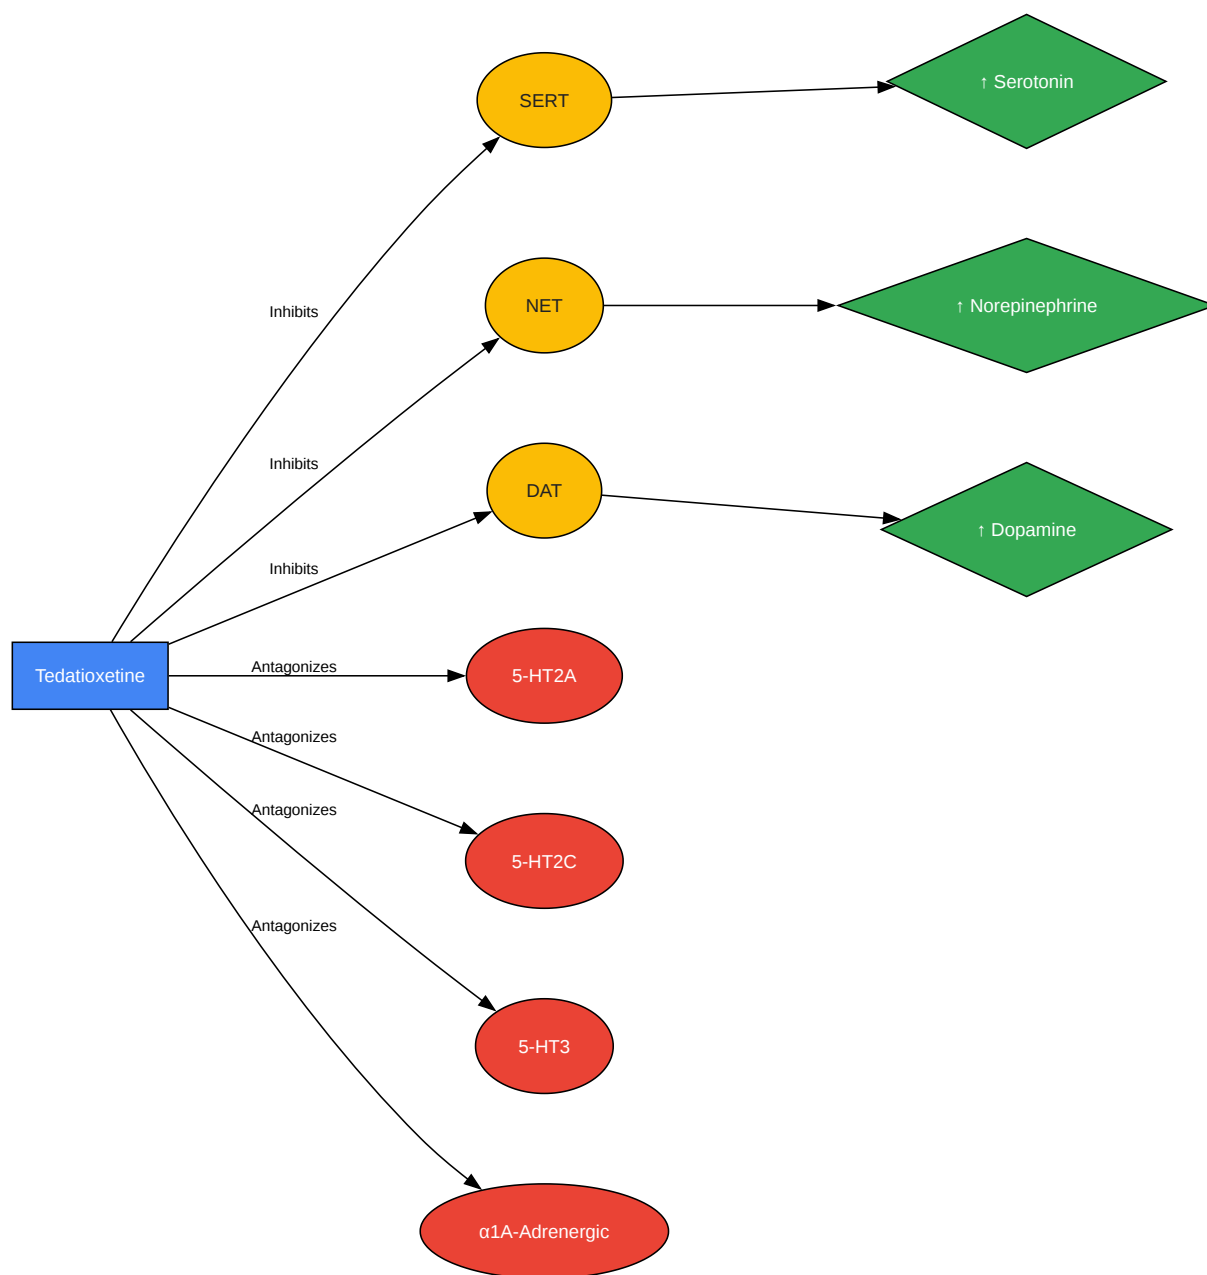 SERT
↑ Serotonin
Inhibits
NET
↑ Norepinephrine
Inhibits
DAT
↑ Dopamine
Inhibits
Tedatioxetine
Antagonizes
5-HT2A
Antagonizes
5-HT2C
Antagonizes
5-HT3
Antagonizes
α1A-Adrenergic